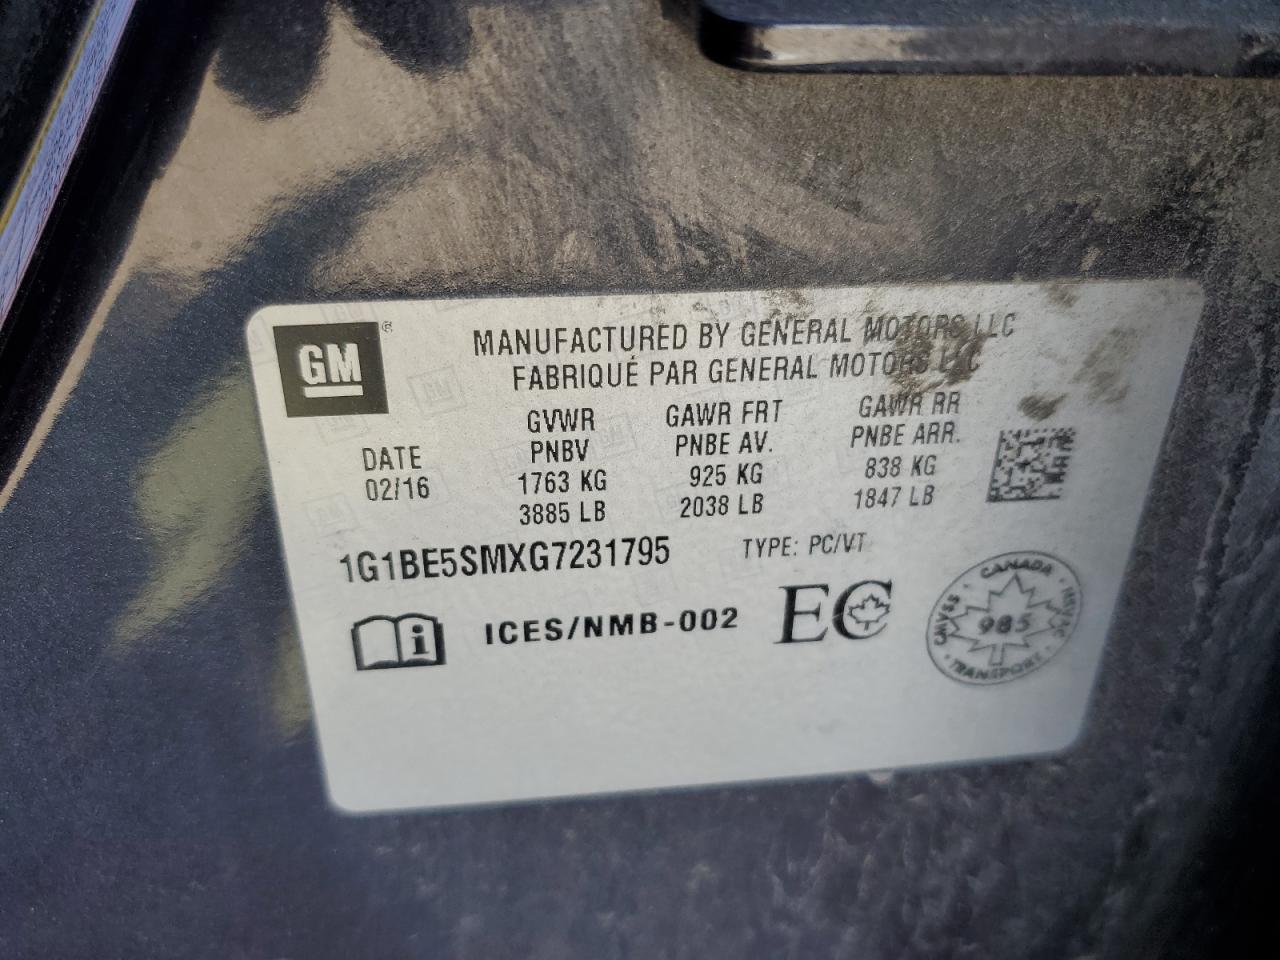 GM®
MANUFACTURED BY GENERAL MOTORS LLC
FABRIQUÉ PAR GENERAL MOTORS LLC
DATE
02/16
GVWR
PNBV
1763 KG
3885 LB
GAWR FRT
PNBE AV.
925 KG
2038 LB
GAWR RR
PNBE ARR.
838 KG
1847 LB
1G1BE5SMXG7231795
TYPE: PC/VT
i
ICES/NMB-002
EC
CANADA
CMVSS
NSVAC
985
TRANSPORT